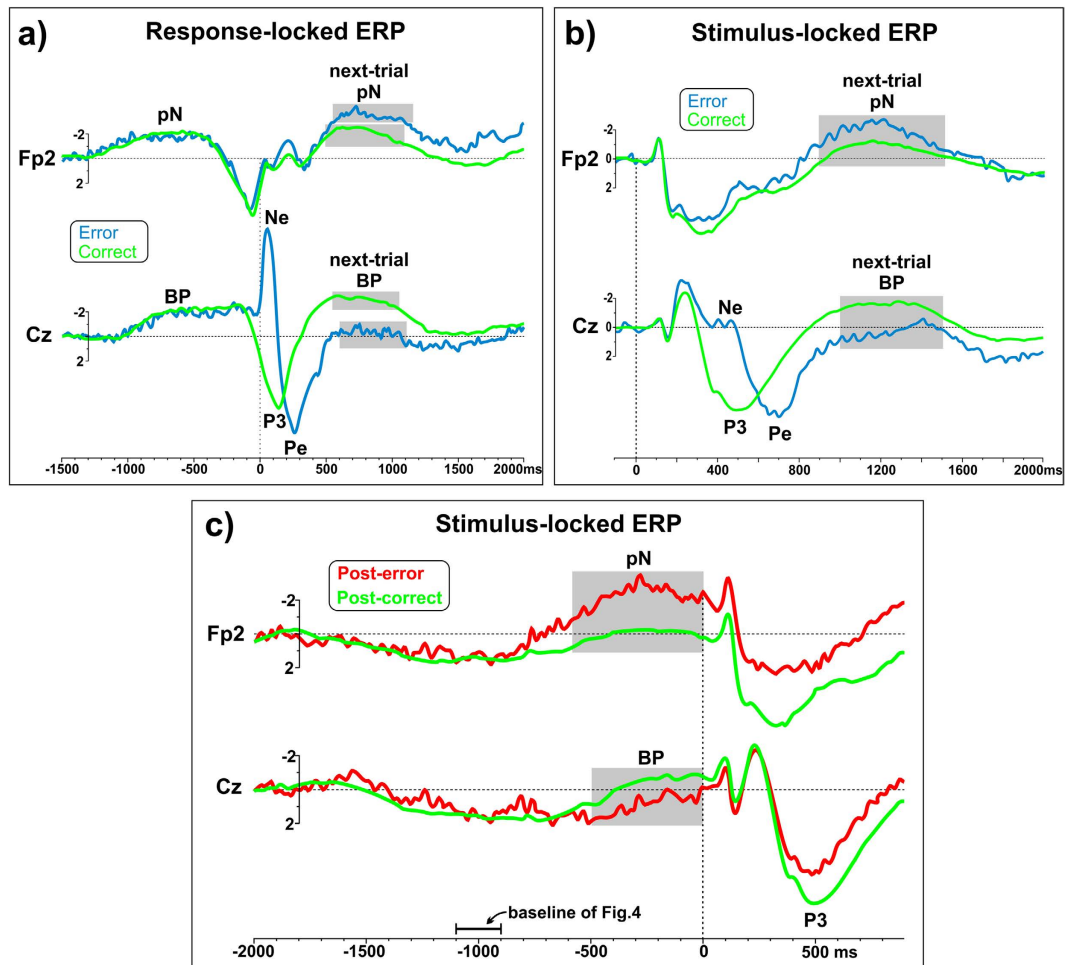 a)
Response-locked ERP
next-trial
pN
pN
-2
Fp2
2
Error
Correct
Ne
next-trial
BP
BP
-2
Cz
2
P3
Pe
-1500 -1000 -500 0 500 1000 1500 2000ms
b)
Stimulus-locked ERP
next-trial
pN
Error
Correct
-2
Fp2 0
2
next-trial
BP
-2
Ne
Cz 0
2
P3
Pe
0 400 800 1200 1600 2000ms
c)
Stimulus-locked ERP
Post-error
Post-correct
pN
-2
Fp2
2
BP
-2
Cz
2
baseline of Fig.4
P3
-2000 -1500 -1000 -500 0 500 ms